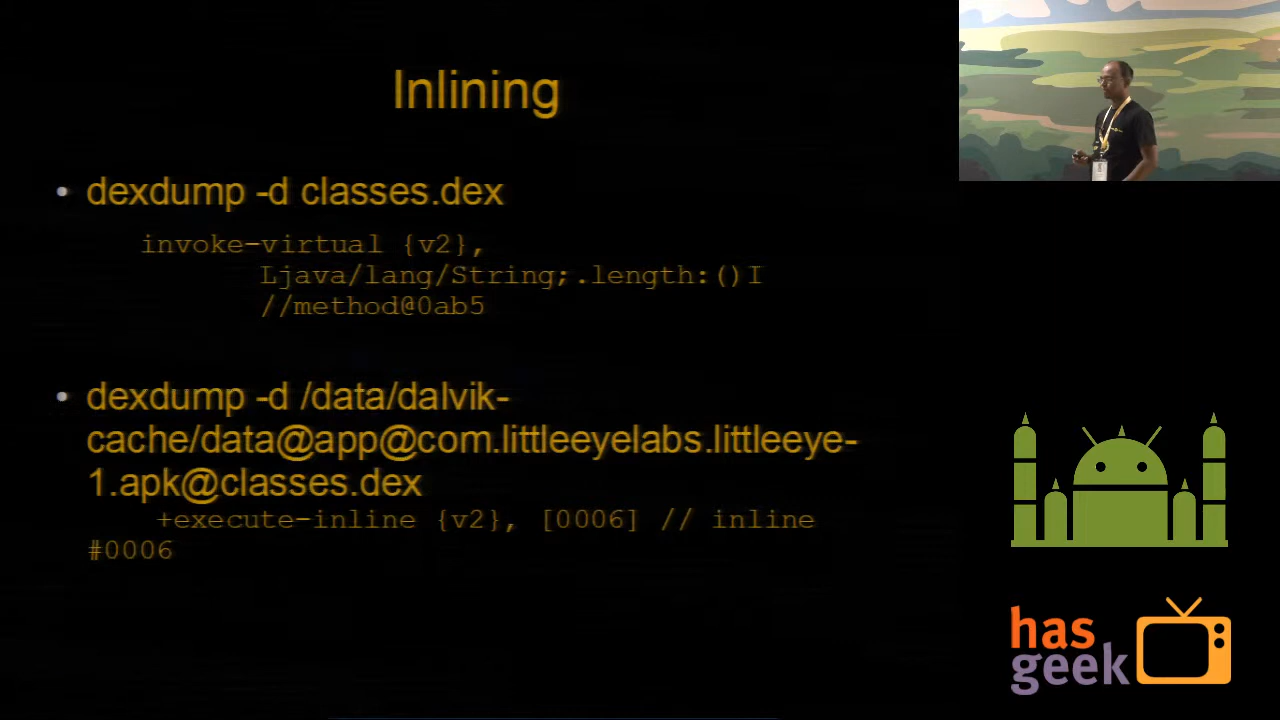 Inlining
• dexdump -d classes.dex
invoke-virtual {v2},
Ljava/lang/String;.length:()I
//method@0ab5
• dexdump -d /data/dalvik-
cache/data@app@com.littleeyelabs.littleeye-
1.apk@classes.dex
+execute-inline {v2}, [0006] // inline
#0006
has
geek